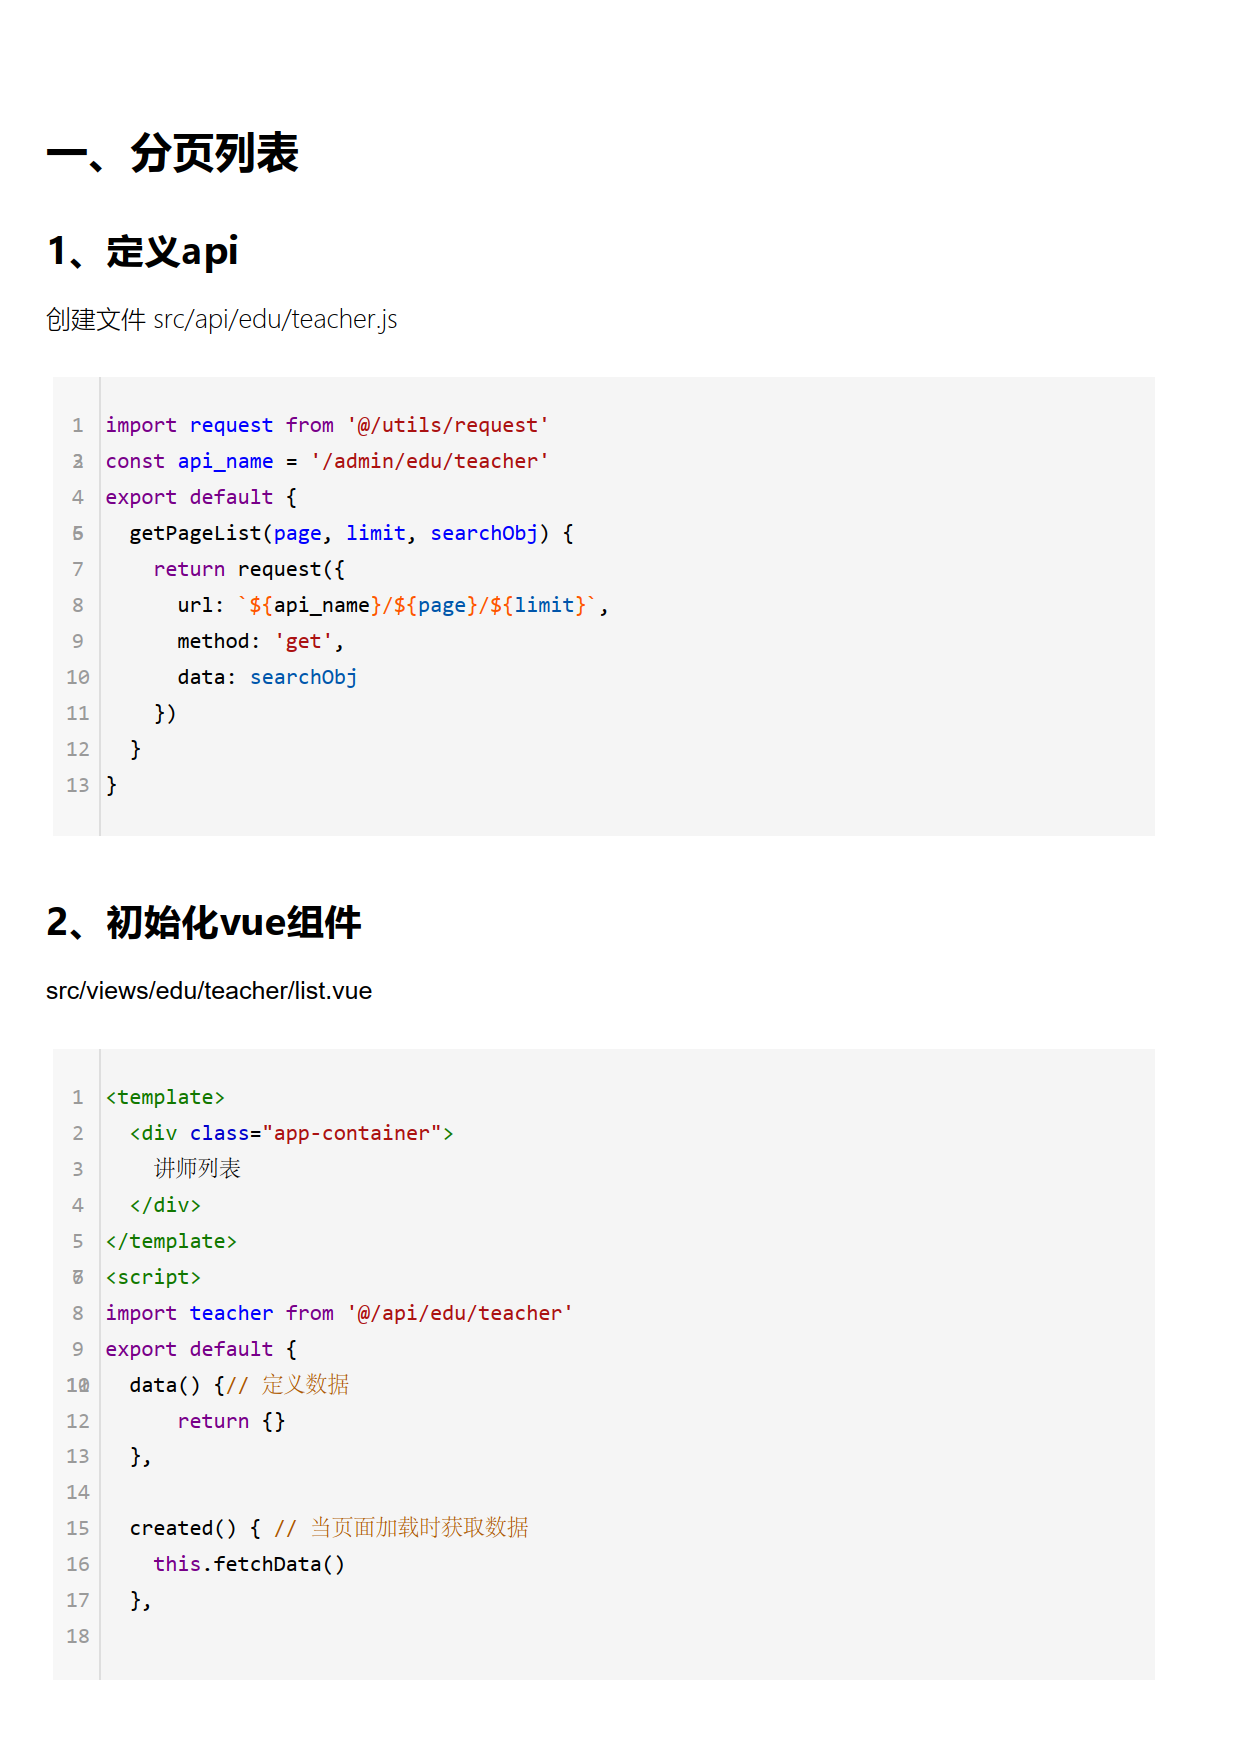 一、分页列表
1、定义api
创建文件 src/api/edu/teacher.js
1 import request from '@/utils/request'
2 3 const api_name = '/admin/edu/teacher'
4 export default {
5 6   getPageList(page, limit, searchObj) {
7     return request({
8       url: `${api_name}/${page}/${limit}`,
9       method: 'get',
10       data: searchObj
11     })
12   }
13 }
2、初始化vue组件
src/views/edu/teacher/list.vue
1 <template>
2   <div class="app-container">
3     讲师列表
4   </div>
5 </template>
6 7 <script>
8 import teacher from '@/api/edu/teacher'
9 export default {
10 11   data() {// 定义数据
12       return {}
13   },
14
15   created() { // 当页面加载时获取数据
16     this.fetchData()
17   },
18